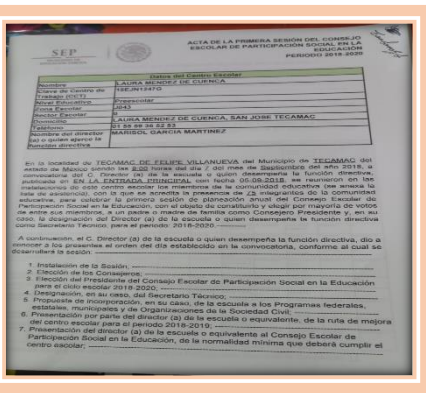 SEP
ACTA DE LA PRIMERA SESIÓN DEL CONSEJO
ESCOLAR DE PARTICIPACIÓN SOCIAL EN LA
EDUCACIÓN
PERIODO 2018-2020
Datos del Centro Escolar
Nombre LAURA MENDEZ DE CUENCA
Clave de Centro de
Trabajo (CCT) 15EJN1247G
Nivel Educativo Preescolar
Zona Escolar J043
Sector Escolar
Domicilio LAURA MENDEZ DE CUENCA, SAN JOSE TECAMAC
Teléfono 01 55 59 36 52 53
Nombre del director MARISOL GARCIA MARTINEZ
(a) o quien ejerce la
función directiva
En la localidad de TECAMAC DE FELIPE VILLANUEVA del Municipio de TECAMAC del
estado de México siendo las 8:00 horas del día 7 del mes de Septiembre del año 2018, a
convocatoria del C. Director (a) de la escuela o quien desempeña la función directiva,
publicada en EN LA ENTRADA PRINCIPAL con fecha 05-09-2018, se reunieron en las
instalaciones de este centro escolar los miembros de la comunidad educativa (se anexa la
lista de asistencia), con la que se acredita la presencia de integrantes de la comunidad
educativa, para celebrar la primera sesión de planeación anual del Consejo Escolar de
Participación Social en la Educación, con el objeto de constituirlo y elegir por mayoría de votos
de entre sus miembros, a un padre o madre de familia como Consejero Presidente y, en su
caso, la designación del Director (a) de la escuela o quien desempeña la función directiva
como Secretario Técnico, para el periodo 2018-2020.
A continuación, el C. Director (a) de la escuela o quien desempeña la función directiva, dio a
conocer a los presentes el orden del día establecido en la convocatoria, conforme al cual se
desarrollará la sesión:
1. Instalación de la Sesión;
2. Elección de los Consejeros;
3. Elección del Presidente del Consejo Escolar de Participación Social en la Educación
para el ciclo escolar 2018-2020;
4. Designación, en su caso, del Secretario Técnico;
5. Propuesta de incorporación, en su caso, de la escuela a los Programas federales,
estatales, municipales y de Organizaciones de la Sociedad Civil;
6. Presentación por parte del director (a) de la escuela o equivalente, de la ruta de mejora
del centro escolar para el periodo 2018-2019;
7. Presentación del director (a) de la escuela o equivalente al Consejo Escolar de
Participación Social en la Educación, de la normalidad mínima que deberá cumplir el
centro escolar;